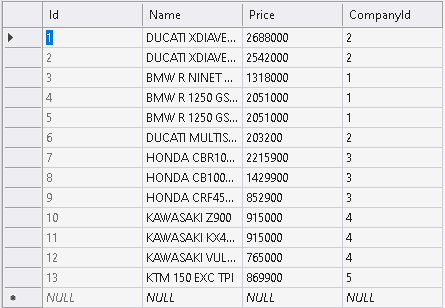 Id Name Price CompanyId
1 DUCATI XDIAVE... 2688000 2
2 DUCATI XDIAVE... 2542000 2
3 BMW R NINET ... 1318000 1
4 BMW R 1250 GS... 2051000 1
5 BMW R 1250 GS... 2051000 1
6 DUCATI MULTIS... 203200 2
7 HONDA CBR10... 2215900 3
8 HONDA CB100... 1429900 3
9 HONDA CRF45... 852900 3
10 KAWASAKI Z900 915000 4
11 KAWASAKI KX4... 915000 4
12 KAWASAKI VUL... 765000 4
13 KTM 150 EXC TPI 869900 5
NULL NULL NULL NULL